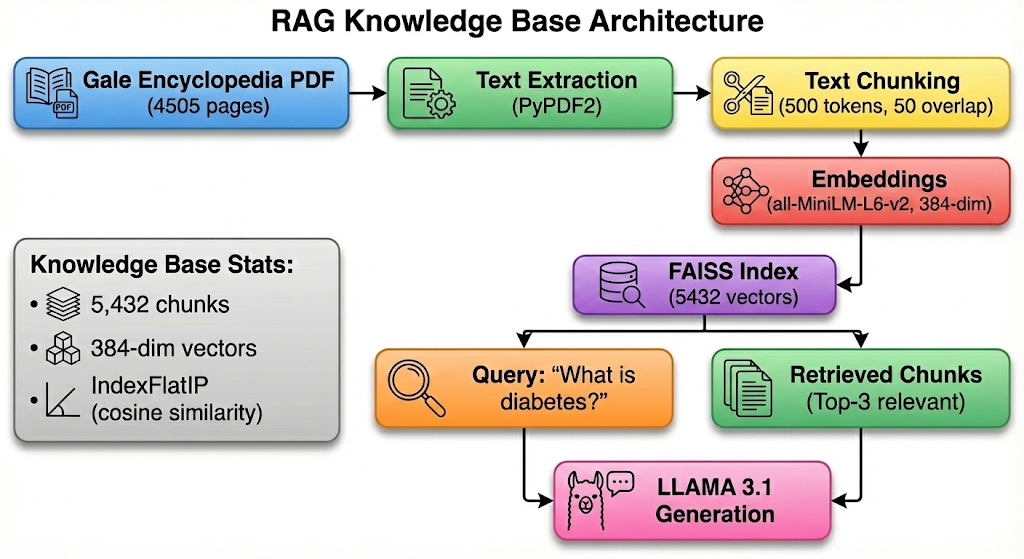 RAG Knowledge Base Architecture
Gale Encyclopedia PDF
(4505 pages)
PDF
Text Extraction
(PyPDF2)
Text Chunking
(500 tokens, 50 overlap)
Embeddings
(all-MiniLM-L6-v2, 384-dim)
FAISS Index
(5432 vectors)
Knowledge Base Stats:
• 5,432 chunks
• 384-dim vectors
• IndexFlatIP
(cosine similarity)
Query: “What is
diabetes?”
Retrieved Chunks
(Top-3 relevant)
LLAMA 3.1
Generation